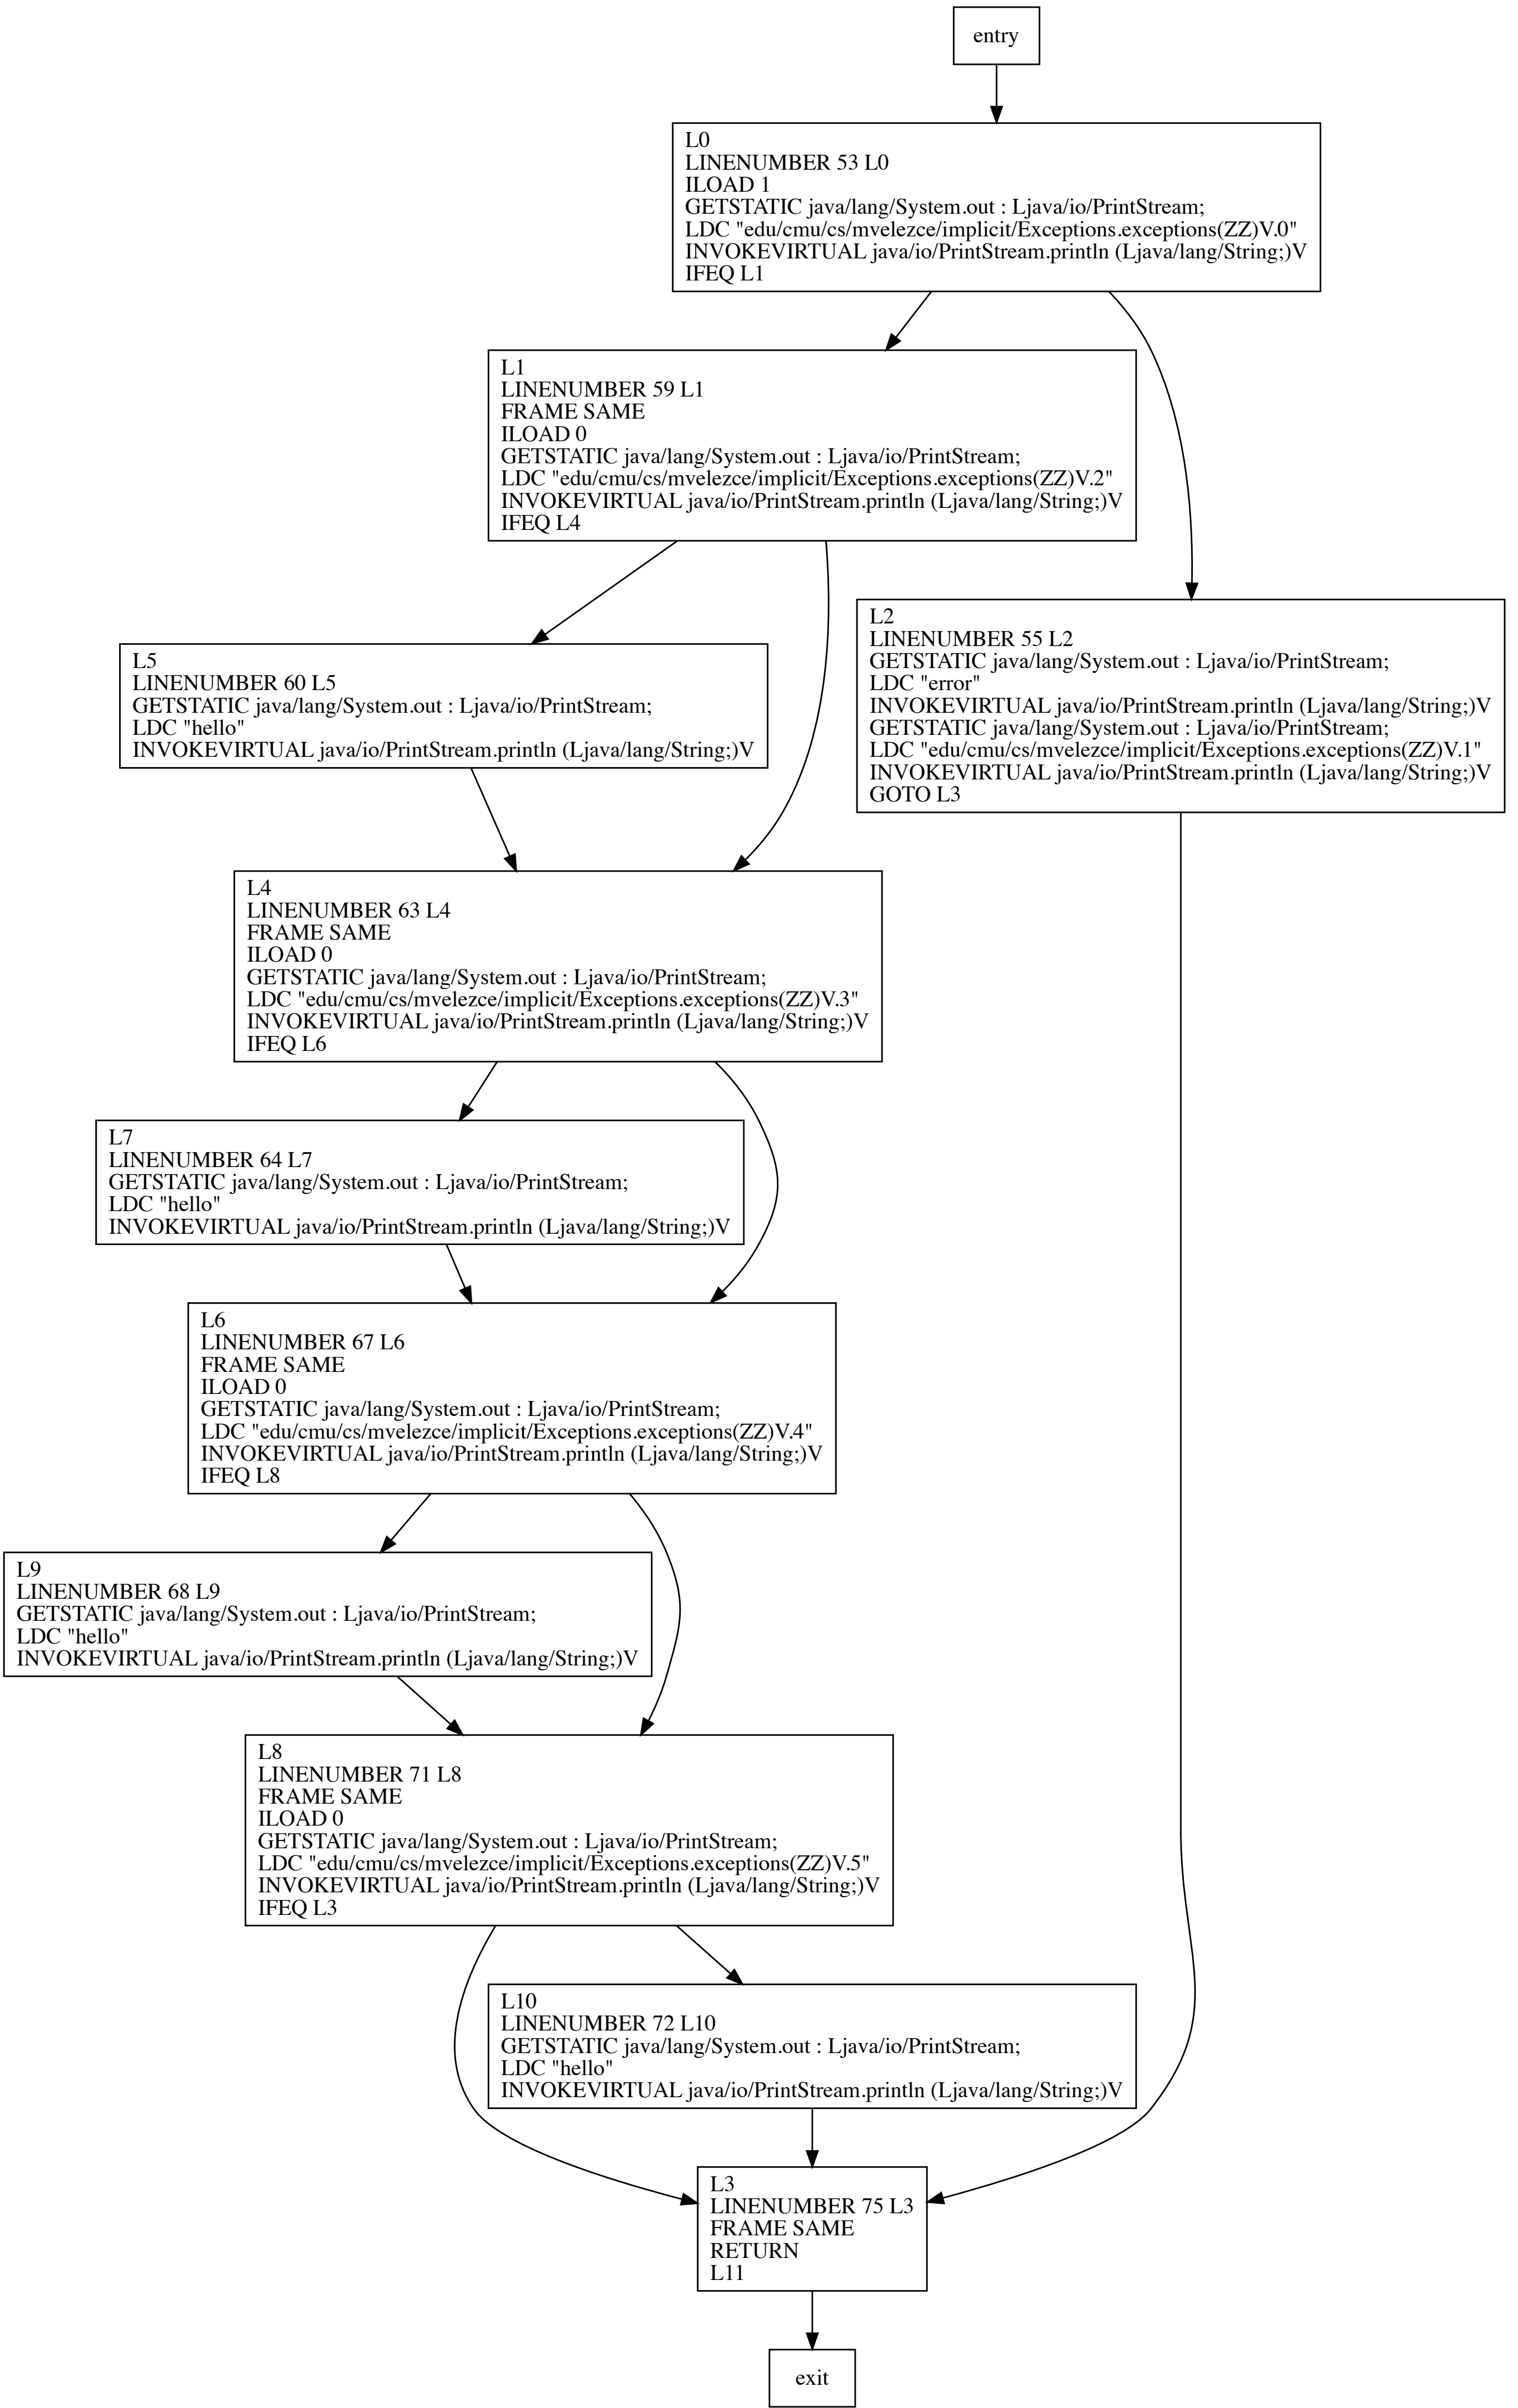 entry
L0
LINENUMBER 53 L0
ILOAD 1
GETSTATIC java/lang/System.out : Ljava/io/PrintStream;
LDC "edu/cmu/cs/mvelezce/implicit/Exceptions.exceptions(ZZ)V.0"
INVOKEVIRTUAL java/io/PrintStream.println (Ljava/lang/String;)V
IFEQ L1
L1
LINENUMBER 59 L1
FRAME SAME
ILOAD 0
GETSTATIC java/lang/System.out : Ljava/io/PrintStream;
LDC "edu/cmu/cs/mvelezce/implicit/Exceptions.exceptions(ZZ)V.2"
INVOKEVIRTUAL java/io/PrintStream.println (Ljava/lang/String;)V
IFEQ L4
L2
LINENUMBER 55 L2
GETSTATIC java/lang/System.out : Ljava/io/PrintStream;
LDC "error"
INVOKEVIRTUAL java/io/PrintStream.println (Ljava/lang/String;)V
GETSTATIC java/lang/System.out : Ljava/io/PrintStream;
LDC "edu/cmu/cs/mvelezce/implicit/Exceptions.exceptions(ZZ)V.1"
INVOKEVIRTUAL java/io/PrintStream.println (Ljava/lang/String;)V
GOTO L3
L5
LINENUMBER 60 L5
GETSTATIC java/lang/System.out : Ljava/io/PrintStream;
LDC "hello"
INVOKEVIRTUAL java/io/PrintStream.println (Ljava/lang/String;)V
L4
LINENUMBER 63 L4
FRAME SAME
ILOAD 0
GETSTATIC java/lang/System.out : Ljava/io/PrintStream;
LDC "edu/cmu/cs/mvelezce/implicit/Exceptions.exceptions(ZZ)V.3"
INVOKEVIRTUAL java/io/PrintStream.println (Ljava/lang/String;)V
IFEQ L6
L7
LINENUMBER 64 L7
GETSTATIC java/lang/System.out : Ljava/io/PrintStream;
LDC "hello"
INVOKEVIRTUAL java/io/PrintStream.println (Ljava/lang/String;)V
L6
LINENUMBER 67 L6
FRAME SAME
ILOAD 0
GETSTATIC java/lang/System.out : Ljava/io/PrintStream;
LDC "edu/cmu/cs/mvelezce/implicit/Exceptions.exceptions(ZZ)V.4"
INVOKEVIRTUAL java/io/PrintStream.println (Ljava/lang/String;)V
IFEQ L8
L9
LINENUMBER 68 L9
GETSTATIC java/lang/System.out : Ljava/io/PrintStream;
LDC "hello"
INVOKEVIRTUAL java/io/PrintStream.println (Ljava/lang/String;)V
L8
LINENUMBER 71 L8
FRAME SAME
ILOAD 0
GETSTATIC java/lang/System.out : Ljava/io/PrintStream;
LDC "edu/cmu/cs/mvelezce/implicit/Exceptions.exceptions(ZZ)V.5"
INVOKEVIRTUAL java/io/PrintStream.println (Ljava/lang/String;)V
IFEQ L3
L10
LINENUMBER 72 L10
GETSTATIC java/lang/System.out : Ljava/io/PrintStream;
LDC "hello"
INVOKEVIRTUAL java/io/PrintStream.println (Ljava/lang/String;)V
L3
LINENUMBER 75 L3
FRAME SAME
RETURN
L11
exit